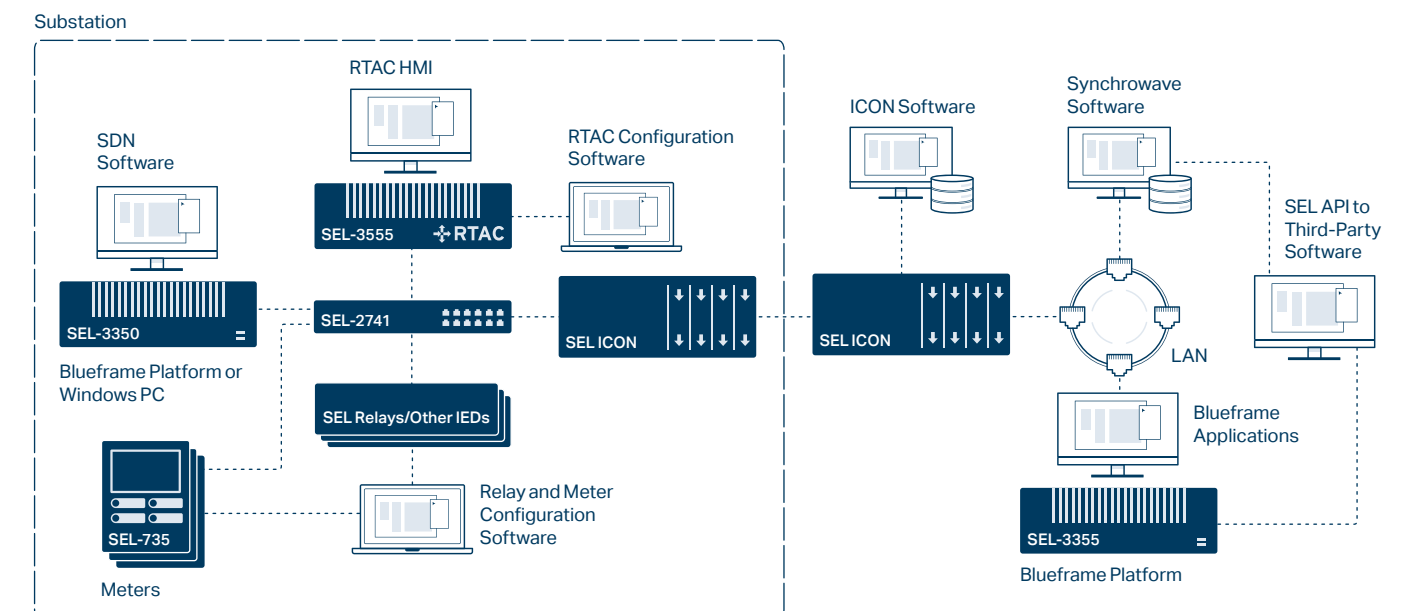 Substation
RTAC HMI
SDN
Software
RTAC Configuration
Software
SEL-3555
RTAC
SEL-3350
SEL-2741
SEL ICON
Blueframe Platform or
Windows PC
SEL Relays/Other IEDs
SEL-735
Meters
Relay and Meter
Configuration
Software
ICON Software
Synchrowave
Software
SEL API to
Third-Party
Software
SEL ICON
LAN
Blueframe
Applications
SEL-3355
Blueframe Platform